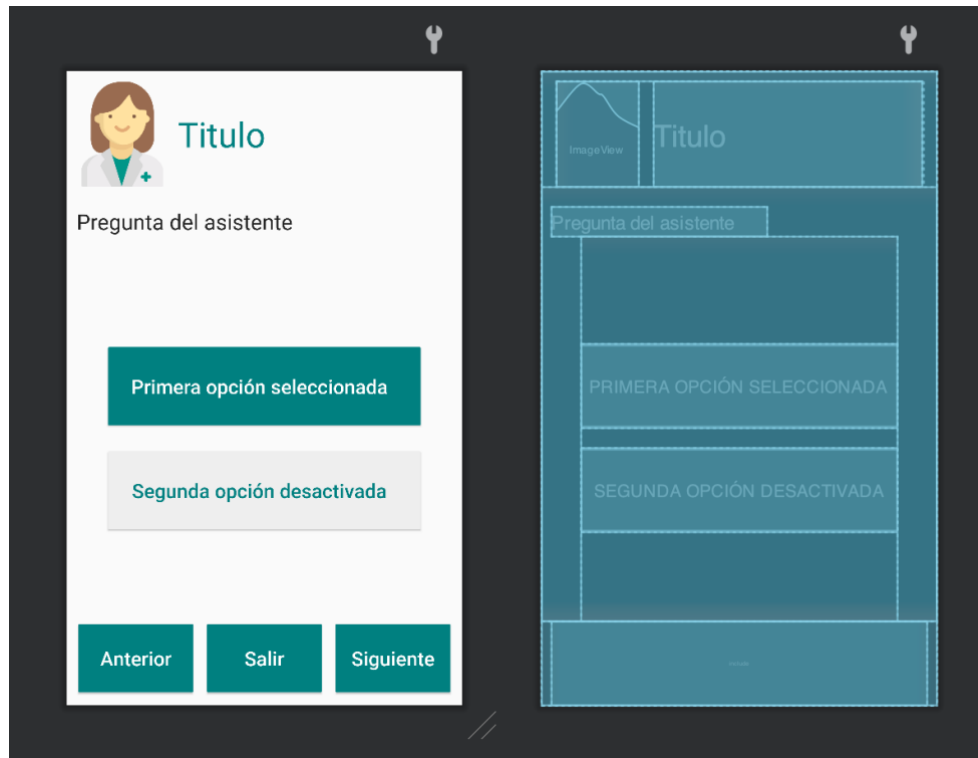 Titulo
Pregunta del asistente
Primera opción seleccionada
Segunda opción desactivada
Anterior Salir Siguiente
ImageView
Titulo
Pregunta del asistente
PRIMERA OPCIÓN SELECCIONADA
SEGUNDA OPCIÓN DESACTIVADA